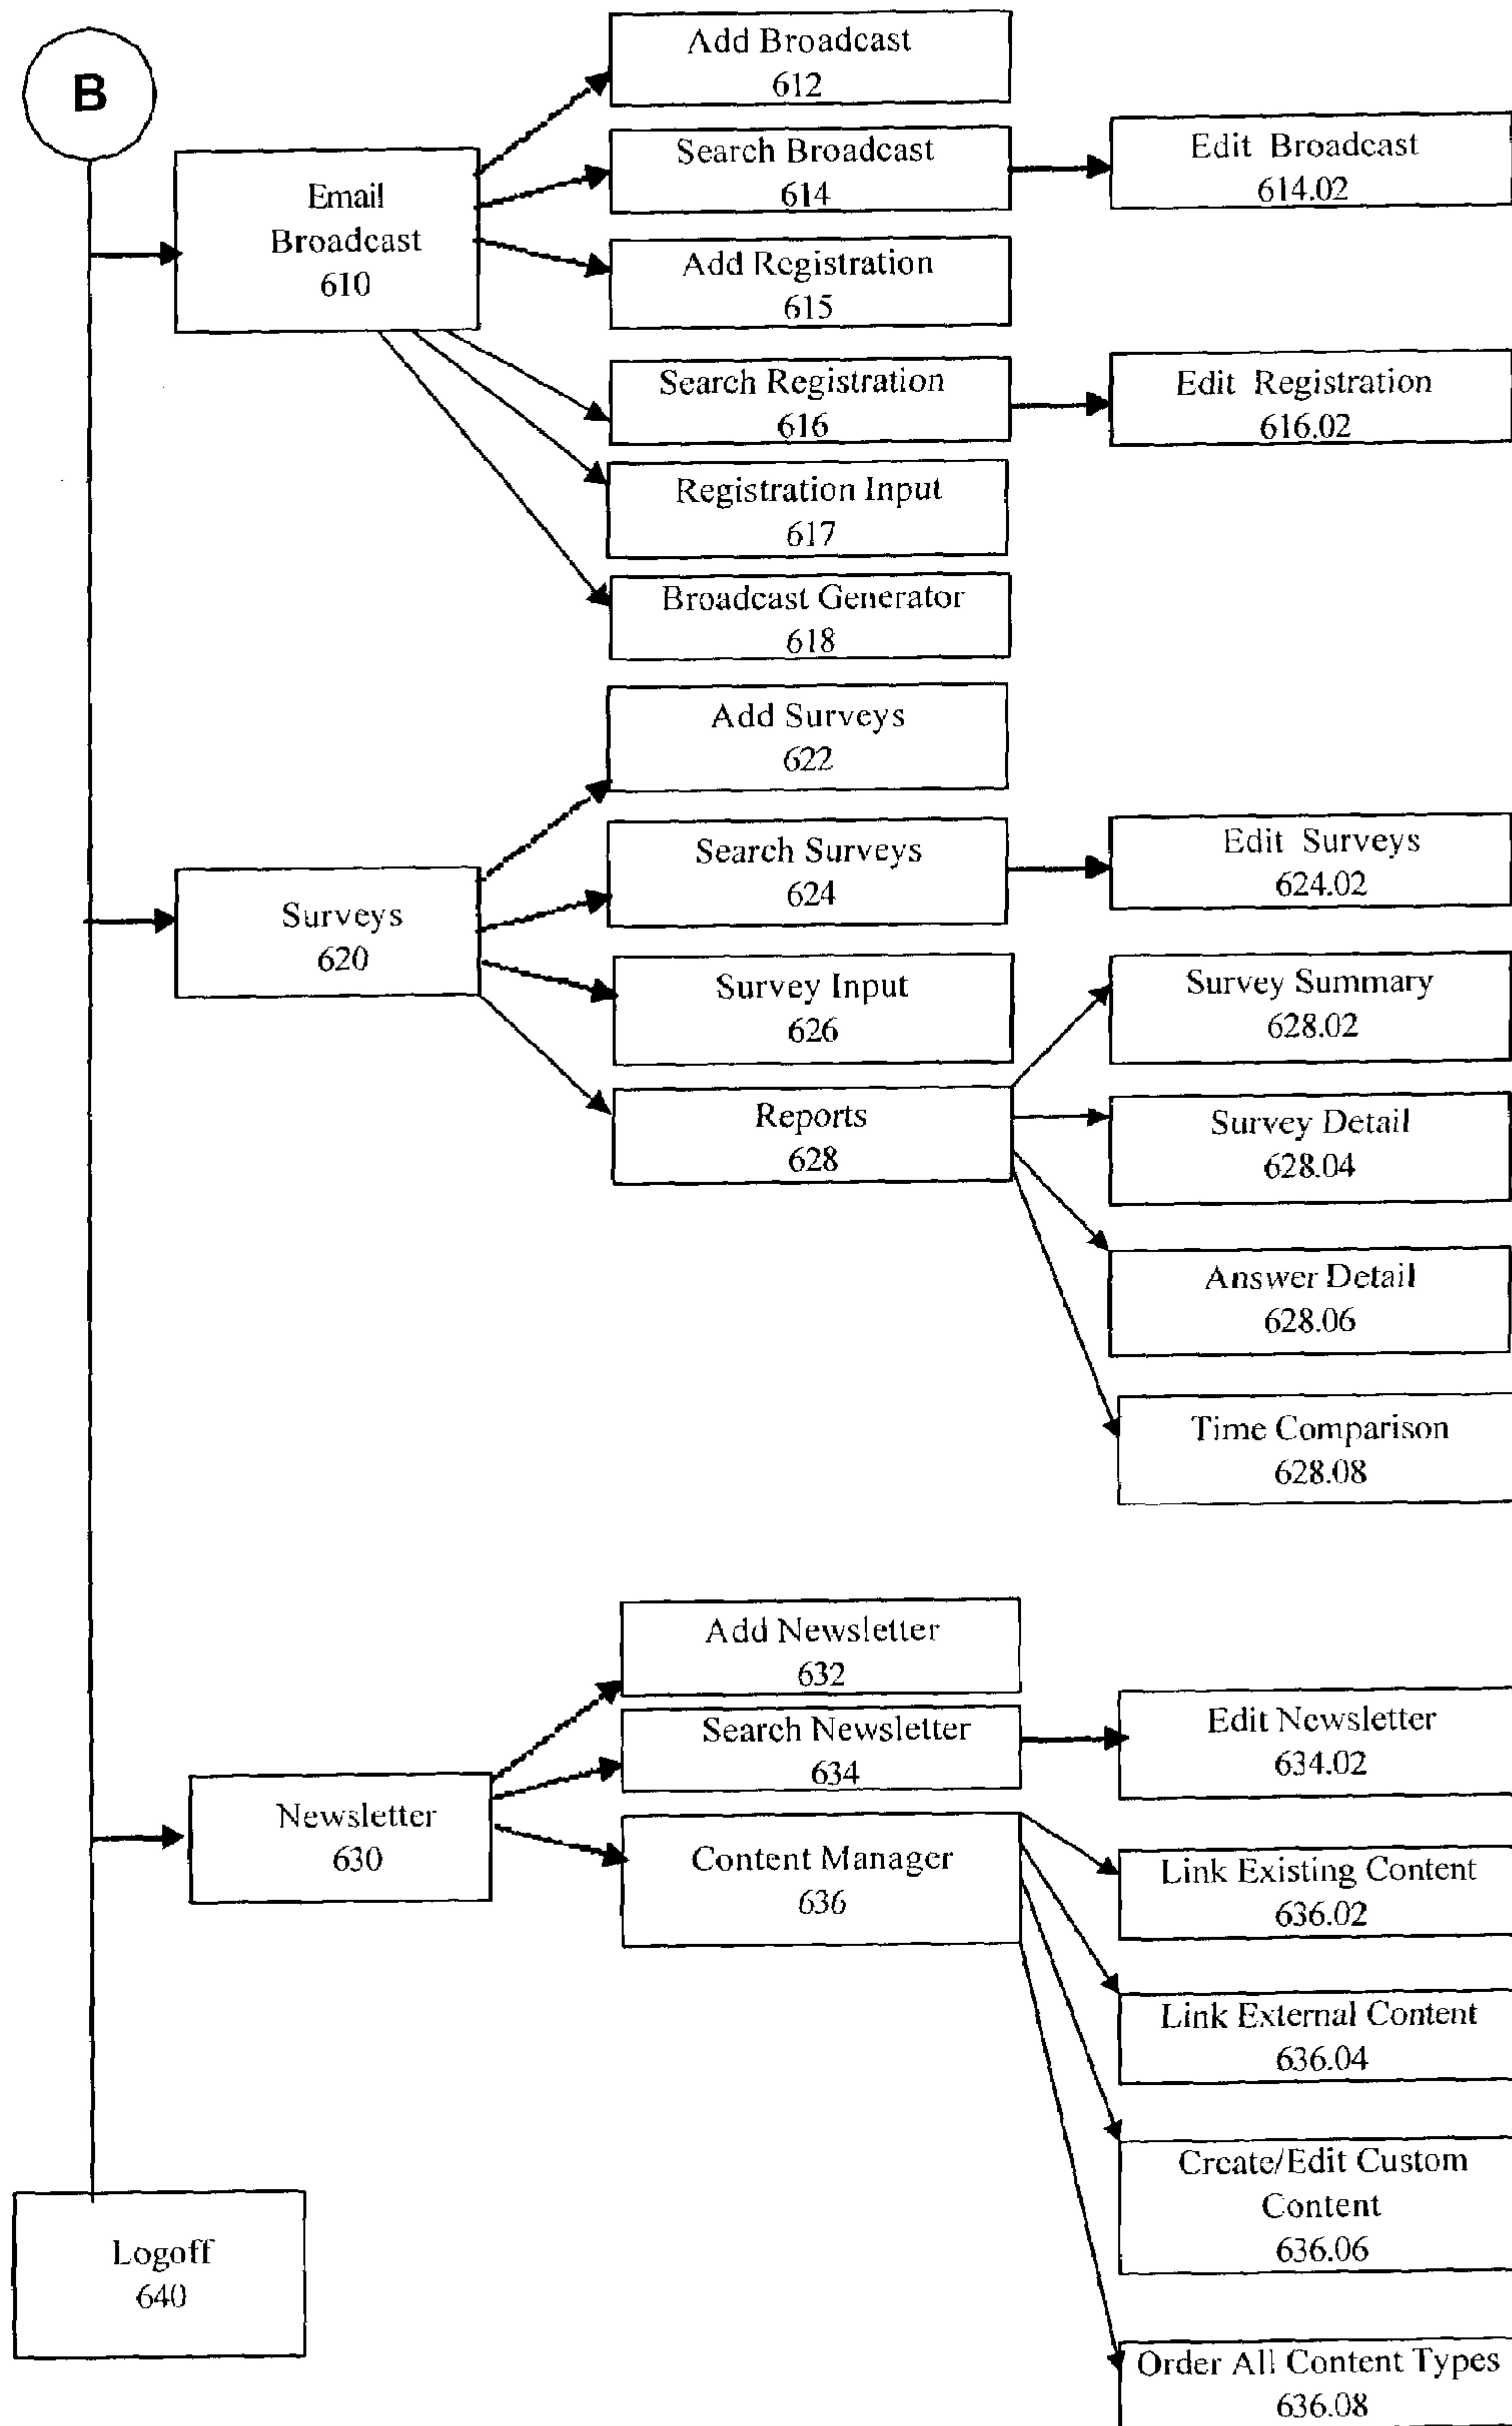 B
Email
Broadcast
610
Add Broadcast
612
Search Broadcast
614
Edit Broadcast
614.02
Add Registration
615
Search Registration
616
Edit Registration
616.02
Registration Input
617
Broadcast Generator
618
Surveys
620
Add Surveys
622
Search Surveys
624
Edit Surveys
624.02
Survey Input
626
Reports
628
Survey Summary
628.02
Survey Detail
628.04
Answer Detail
628.06
Time Comparison
628.08
Newsletter
630
Add Newsletter
632
Search Newsletter
634
Edit Newsletter
634.02
Content Manager
636
Link Existing Content
636.02
Link External Content
636.04
Create/Edit Custom
Content
636.06
Order All Content Types
636.08
Logoff
640